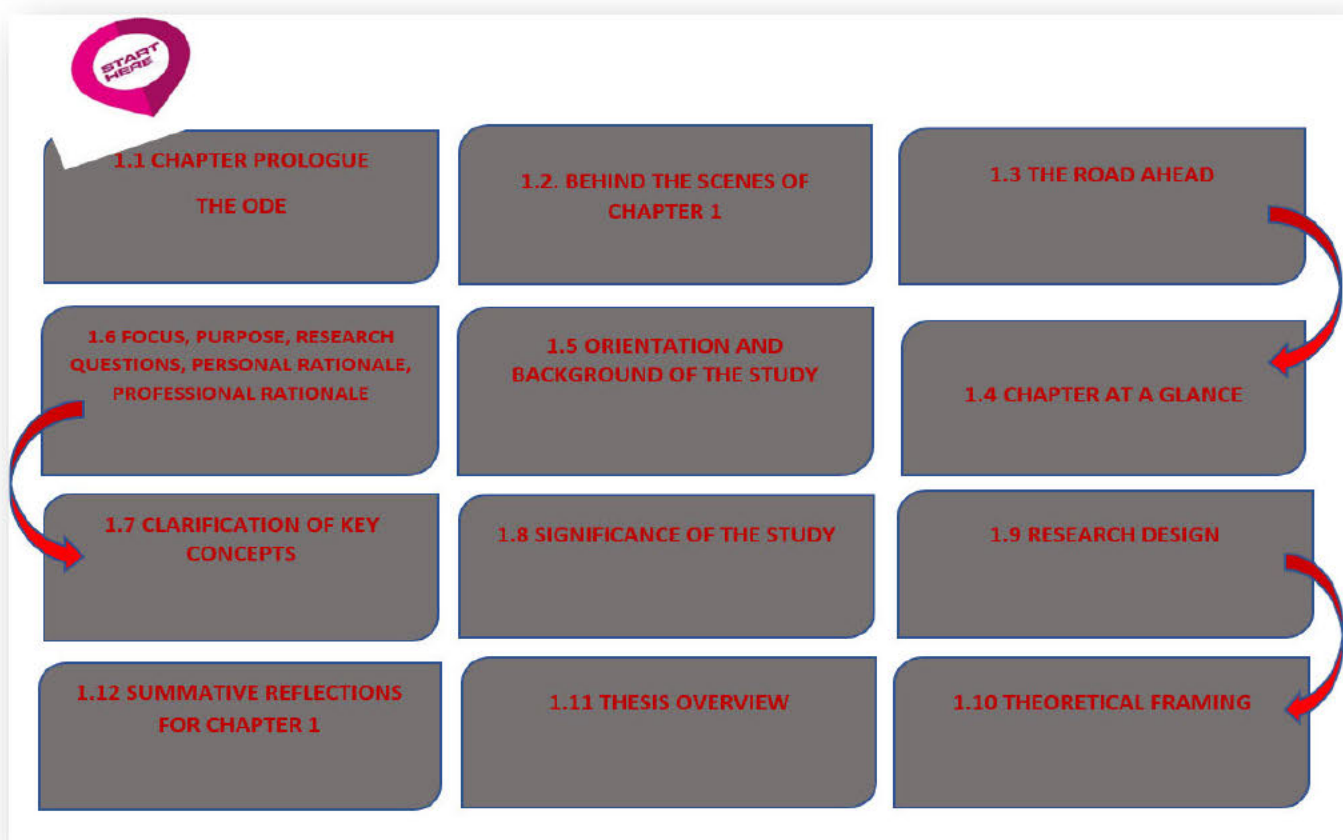 START
HERE
1.1 CHAPTER PROLOGUE
THE ODE
1.2. BEHIND THE SCENES OF
CHAPTER 1
1.3 THE ROAD AHEAD
1.4 CHAPTER AT A GLANCE
1.5 ORIENTATION AND
BACKGROUND OF THE STUDY
1.6 FOCUS, PURPOSE, RESEARCH
QUESTIONS, PERSONAL RATIONALE,
PROFESSIONAL RATIONALE
1.7 CLARIFICATION OF KEY
CONCEPTS
1.8 SIGNIFICANCE OF THE STUDY
1.9 RESEARCH DESIGN
1.10 THEORETICAL FRAMING
1.11 THESIS OVERVIEW
1.12 SUMMATIVE REFLECTIONS
FOR CHAPTER 1